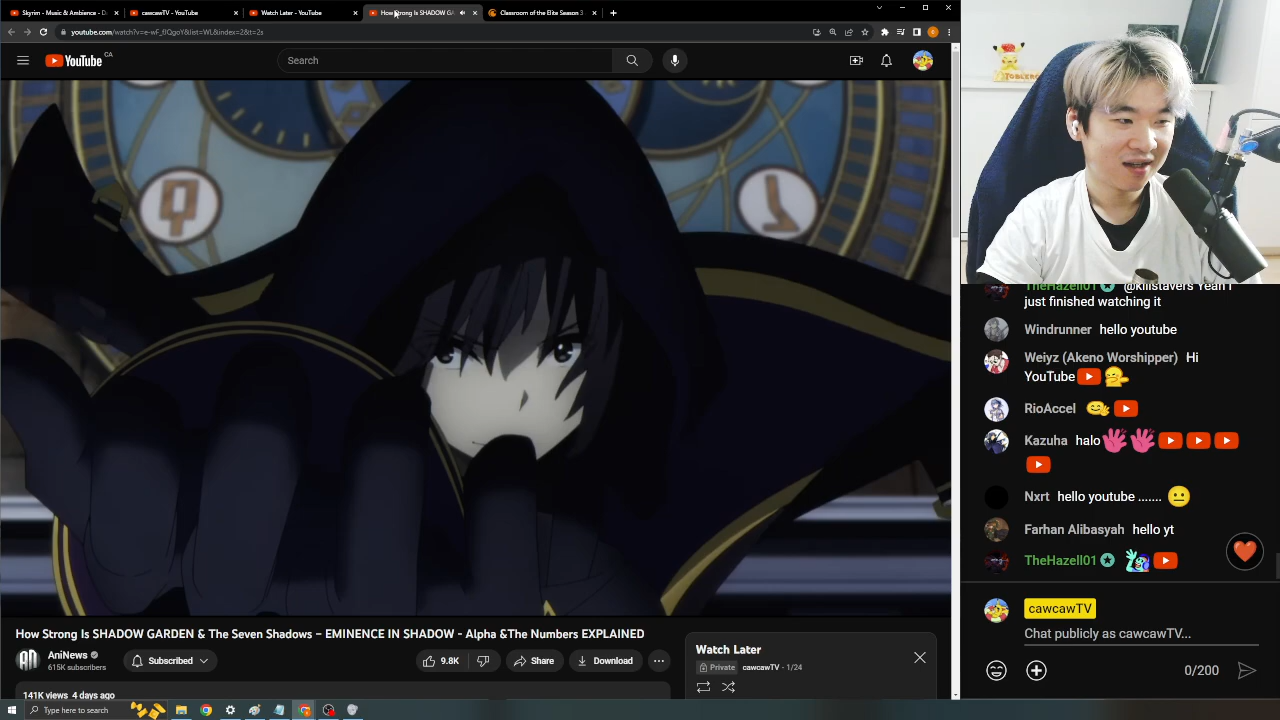 Skyrim - Music & Ambience - D
cawcawTV - YouTube
Watch Later - YouTube
How Strong Is SHADOW GA
Classroom of the Elite Season 3
youtube.com/watch?v=e-wF_fIQgoY&list=WL&index=2&t=2s
YouTube CA
Search
TOBLERO
TheHazell01 @killstavers Yeah I
just finished watching it
Windrunner hello youtube
Weiyz (Akeno Worshipper) Hi
YouTube
RioAccel
Kazuha halo
Nxrt hello youtube .......
Farhan Alibasyah hello yt
TheHazell01
cawcawTV
Chat publicly as cawcawTV...
0/200
How Strong Is SHADOW GARDEN & The Seven Shadows – EMINENCE IN SHADOW - Alpha &The Numbers EXPLAINED
AN
AniNews
615K subscribers
Subscribed
9.8K
Share
Download
Watch Later
Private cawcawTV - 1/24
141K views 4 days ago
Type here to search